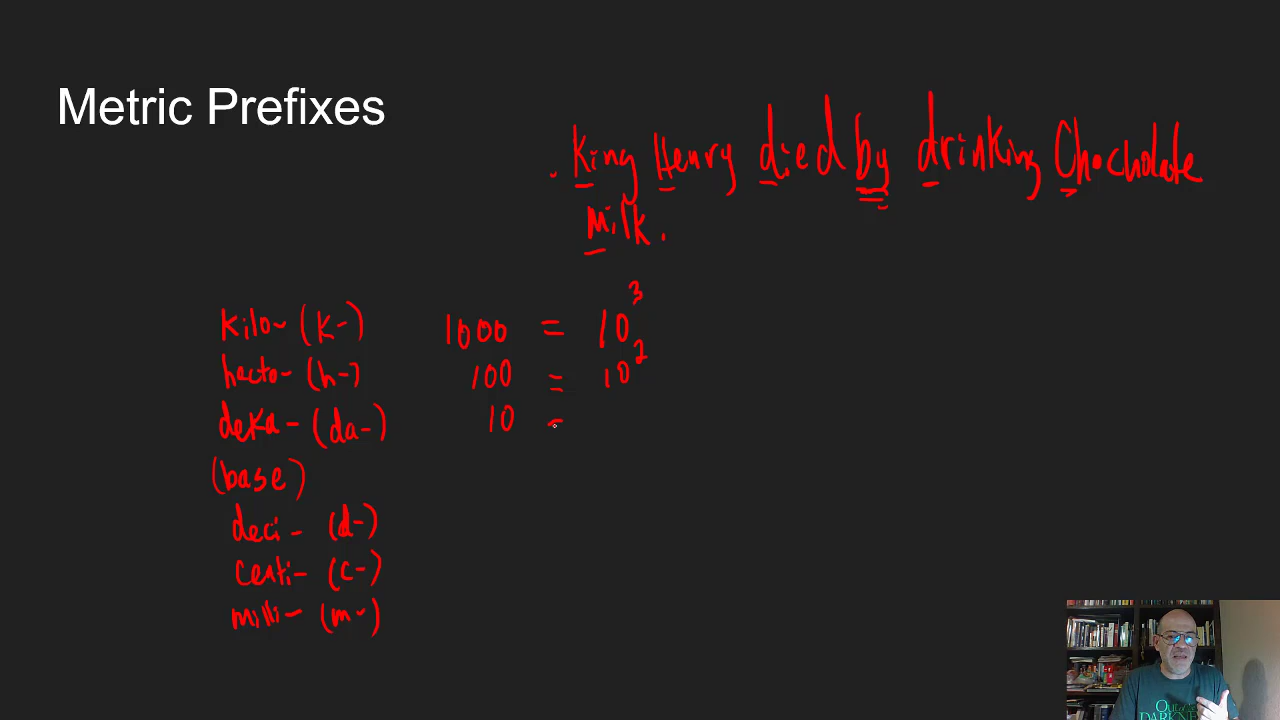 Metric Prefixes
. King Henry died by drinking Chocholate
Milk.
kilo- (k-) 1000 = 10³
hecto- (h-) 100 = 10²
deka- (da-) 10 =
(base)
deci- (d-)
centi- (c-)
milli- (m-)